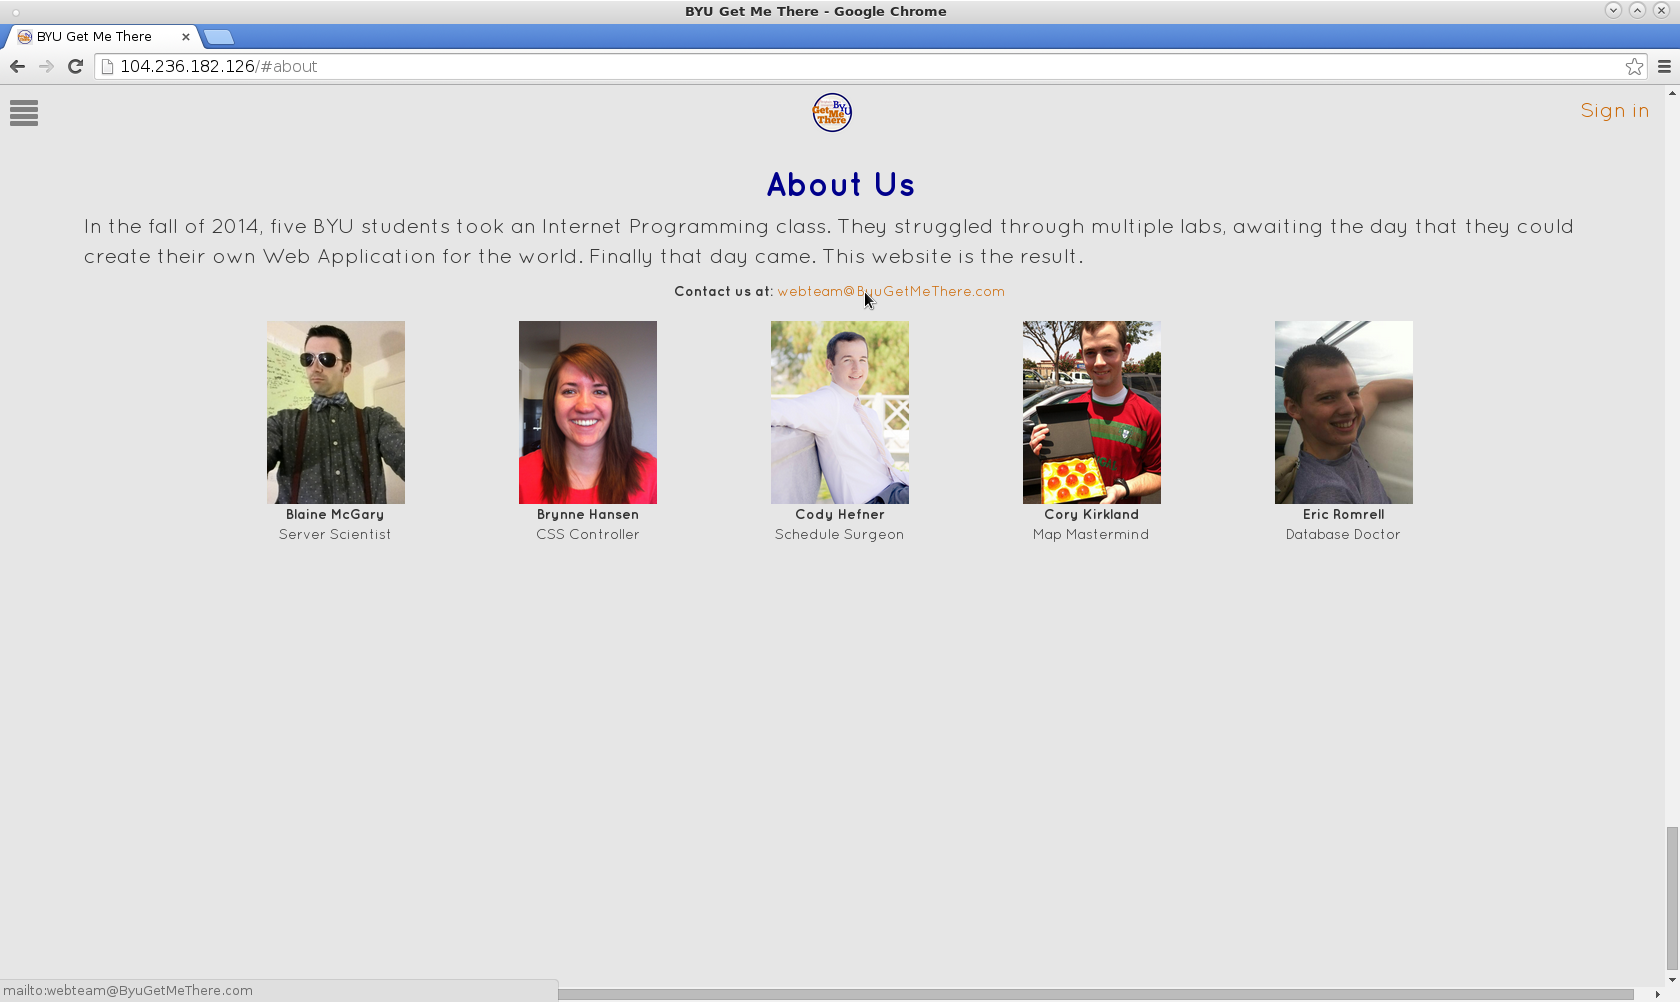 BYU Get Me There - Google Chrome
BYU Get Me There
104.236.182.126/#about
BYU
Get Me
There
Sign in
About Us
In the fall of 2014, five BYU students took an Internet Programming class. They struggled through multiple labs, awaiting the day that they could
create their own Web Application for the world. Finally that day came. This website is the result.
Contact us at: webteam@ByuGetMeThere.com
Blaine McGary
Server Scientist
Brynne Hansen
CSS Controller
Cody Hefner
Schedule Surgeon
Cory Kirkland
Map Mastermind
Eric Romrell
Database Doctor
mailto:webteam@ByuGetMeThere.com